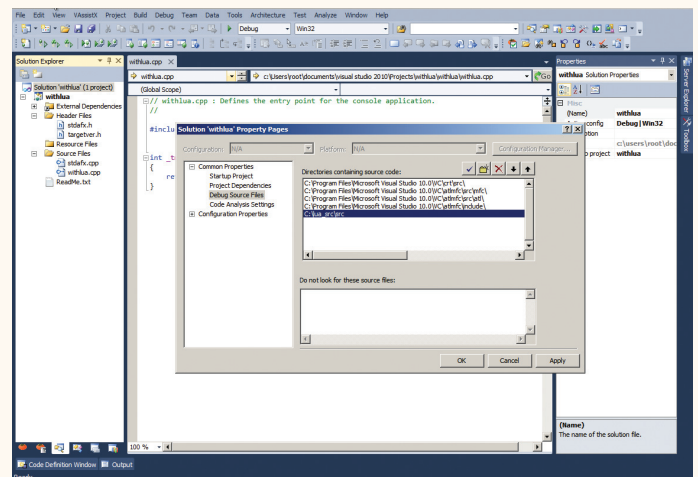 File Edit View VAssistX Project Build Debug Team Data Tools Architecture Test Analyze Window Help
Debug Win32
Solution Explorer
withlua.cpp
Properties
withlua.cpp
c:\Users\root\documents\visual studio 2010\Projects\withlua\withlua\withlua.cpp
Go
withlua Solution Properties
Server Explorer
Toolbox
(Global Scope)
Solution 'withlua' (1 project)
withlua
External Dependencies
Header Files
stdafx.h
targetver.h
Resource Files
Source Files
stdafx.cpp
withlua.cpp
ReadMe.txt
// withlua.cpp : Defines the entry point for the console application.
//
#inclu
int _t
{
re
}
Misc
(Name) withlua
config Debug|Win32
c:\users\root\doc
project withlua
Solution 'withlua' Property Pages
Configuration: N/A
Platform: N/A
Configuration Manager...
Common Properties
Startup Project
Project Dependencies
Debug Source Files
Code Analysis Settings
Configuration Properties
Directories containing source code:
C:\Program Files\Microsoft Visual Studio 10.0\VC\crt\src\
C:\Program Files\Microsoft Visual Studio 10.0\VC\atlmfc\src\mfc\
C:\Program Files\Microsoft Visual Studio 10.0\VC\atlmfc\src\atl\
C:\Program Files\Microsoft Visual Studio 10.0\VC\atlmfc\include\
C:\lua_src\src
Do not look for these source files:
OK Cancel Apply
100 %
(Name)
The name of the solution file.
Code Definition Window Output
Ready